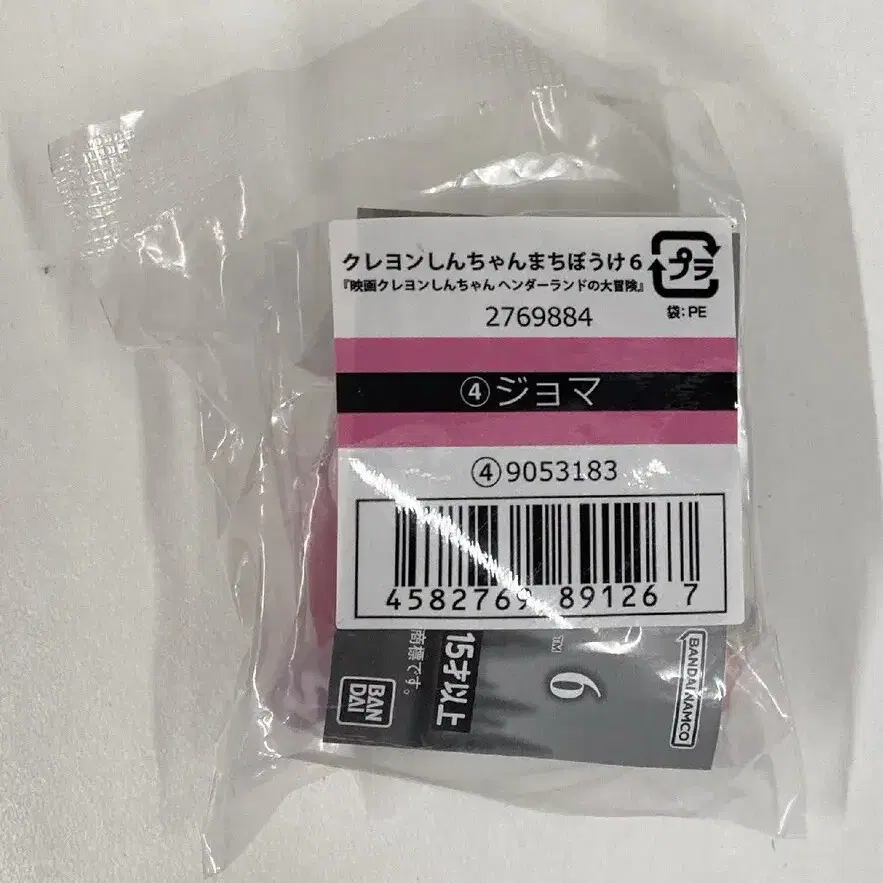 クレヨンしんちゃんまちぼうけ6
『映画クレヨンしんちゃん ヘンダーランドの大冒険』
プラ
袋:PE
2769884
④ジョマ
④9053183
4582769 89126 7
15才以上
商標です。
TM
6
BAN
DAI
BANDAI NAMCO